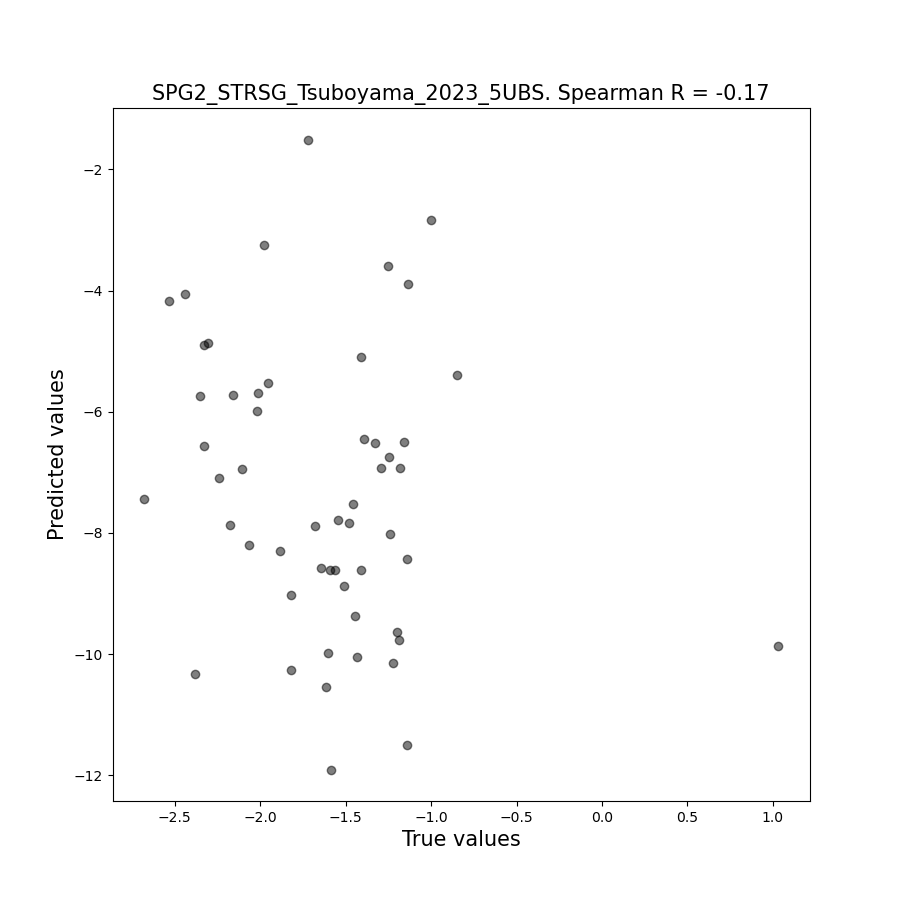 SPG2_STRSG_Tsuboyama_2023_5UBS. Spearman R = -0.17
Predicted values
−2
−4
−6
−8
−10
−12
−2.5 −2.0 −1.5 −1.0 −0.5 0.0 0.5 1.0
True values